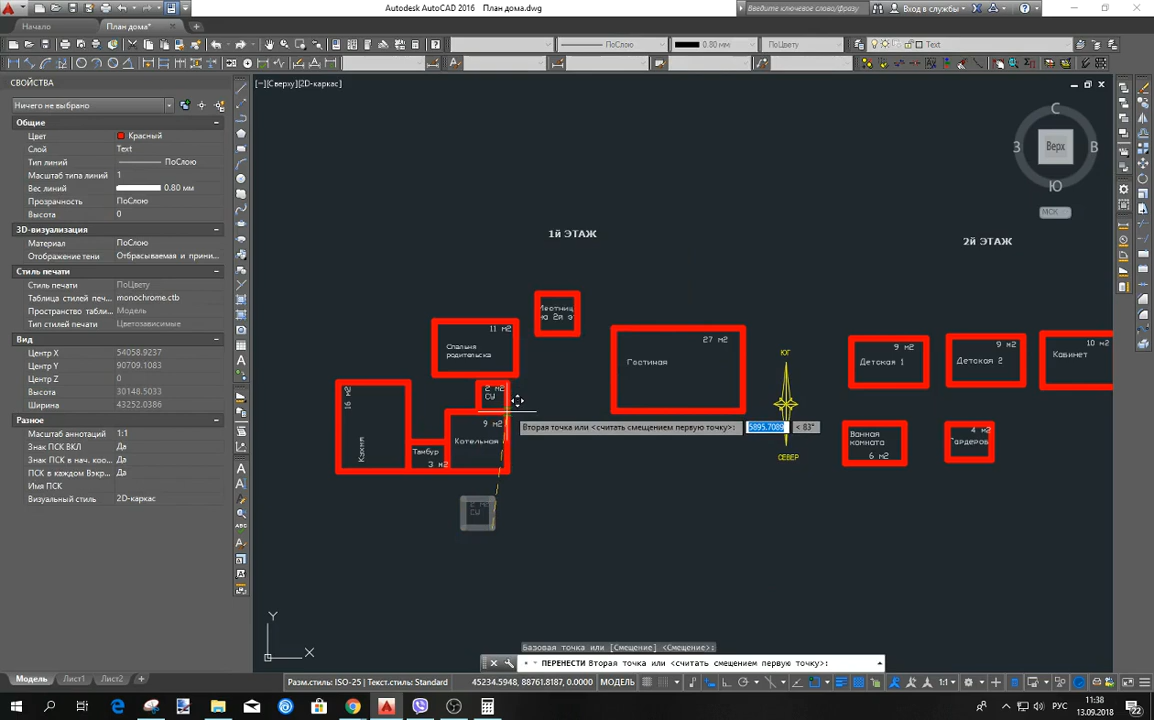 Autodesk AutoCAD 2016 План дома.dwg
Введите ключевое слово/фразу
Вход в службы
Начало
План дома*
ПоСлою
0.80 мм
ПоЦвету
Text
СВОЙСТВА
Ничего не выбрано
Общие
Цвет Красный
Слой Text
Тип линий ПоСлою
Масштаб типа линий 1
Вес линий 0.80 мм
Прозрачность ПоСлою
Высота 0
3D-визуализация
Материал ПоСлою
Отображение тени Отбрасываемая и прини...
Стиль печати
Стиль печати ПоЦвету
Таблица стилей печ... monochrome.ctb
Пространство табли... Модель
Тип стилей печати Цветозависимые
Вид
Центр X 54058.9237
Центр Y 90709.1083
Центр Z 0
Высота 30148.5033
Ширина 43252.0386
Разное
Масштаб аннотаций 1:1
Знак ПСК ВКЛ Да
Знак ПСК в нач. коо... Да
ПСК в каждом Вэкр... Да
Имя ПСК
Визуальный стиль 2D-каркас
[−][Сверху][2D-каркас]
С
З
Верх
В
Ю
МСК
1й ЭТАЖ
2й ЭТАЖ
11 м2
Спальня
родительска
27 м2
Гостиная
ЮГ
СЕВЕР
9 м2
Детская 1
9 м2
Детская 2
10 м2
Кабинет
Ванная
комната
6 м2
4 м2
16 м2
Кухня
Тамбур
3 м2
2 м2
СУ
9 м2
Котельная
2 м2
СУ
Вторая точка или <считать смещением первую точку>:
5895.7089
< 83°
Y
X
Базовая точка или [Смещение] <Смещение>:
ПЕРЕНЕСТИ Вторая точка или <считать смещением первую точку>:
Модель
Лист1
Лист2
Разм.стиль: ISO-25 | Текст.стиль: Standard
45234.5948, 88761.8187, 0.0000
МОДЕЛЬ
1:1
РУС
11:38
13.09.2018
22